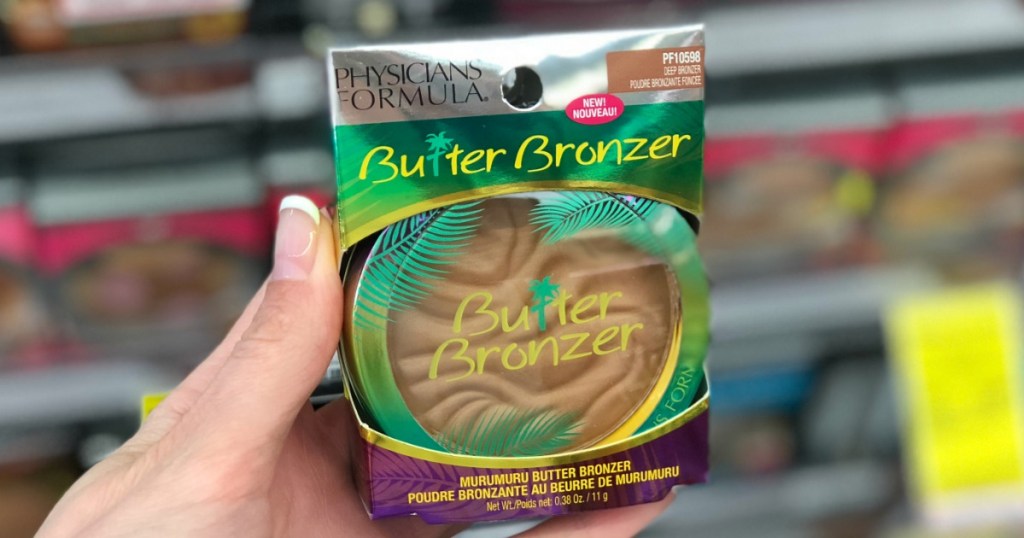 PHYSICIANS
FORMULA®
PF10598
DEEP BRONZER
POUDRE BRONZANTE FONCÉE
NEW!
NOUVEAU!
Butter Bronzer
Butter
Bronzer
S FORM
MURUMURU BUTTER BRONZER
POUDRE BRONZANTE AU BEURRE DE MURUMURU
Net Wt./Poids net: 0.38 Oz. / 11 g